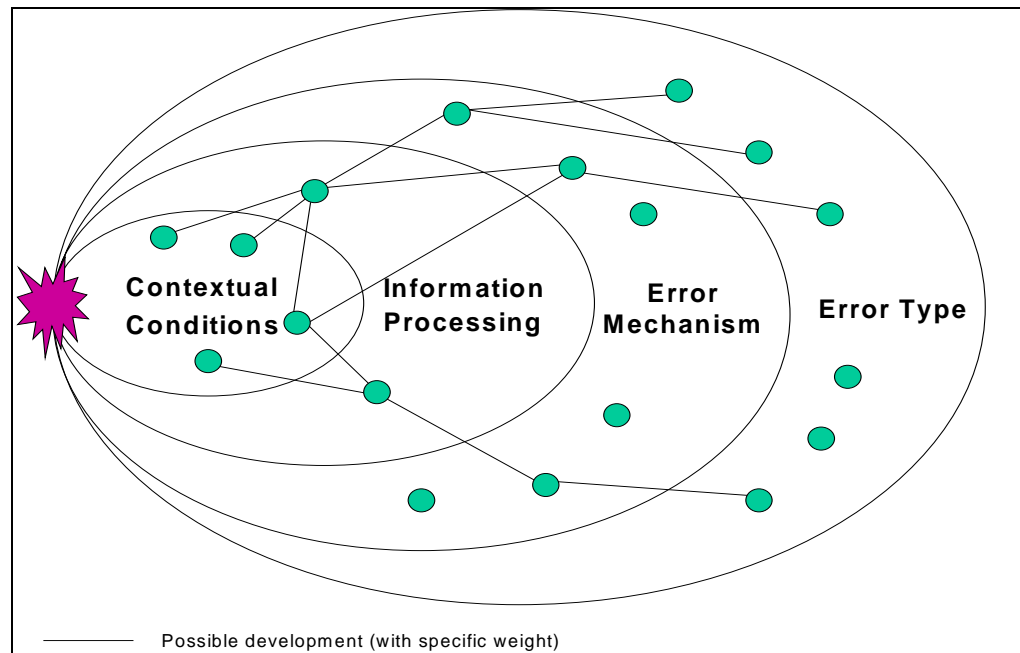 Contextual
Conditions
Information
Processing
Error
Mechanism
Error Type
Possible development (with specific weight)